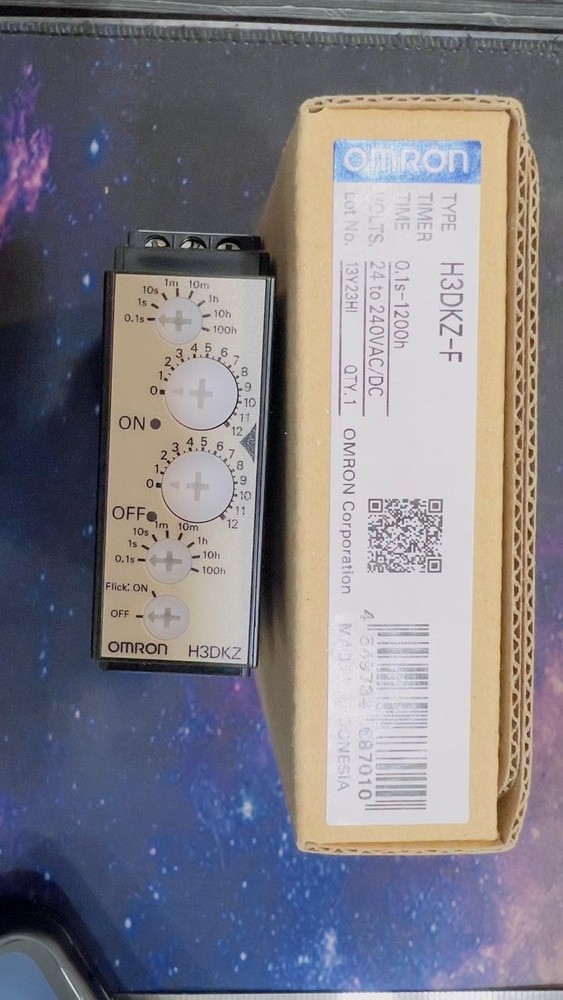 10s 1m 10m
1s 1h
0.1s 10h
100h
0 1 2 3 4 5 6 7 8 9 10 11 12
ON
0 1 2 3 4 5 6 7 8 9 10 11 12
OFF
10s 1m 10m
1s 1h
0.1s 10h
100h
Flick: ON
OFF
OMRON H3DKZ
OMRON
TYPE H3DKZ-F
TIMER
TIME 0.1s-1200h
VOLTS. 24 to 240VAC/DC
Lot No. 13Y23HI QTY. 1
OMRON Corporation
687010